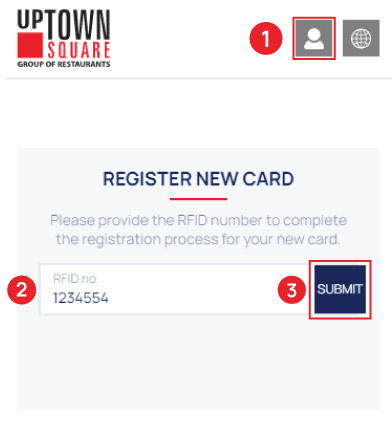 UPTOWN
SQUARE
GROUP OF RESTAURANTS
1
REGISTER NEW CARD
Please provide the RFID number to complete
the registration process for your new card.
2
RFID no.
1234554
3
SUBMIT